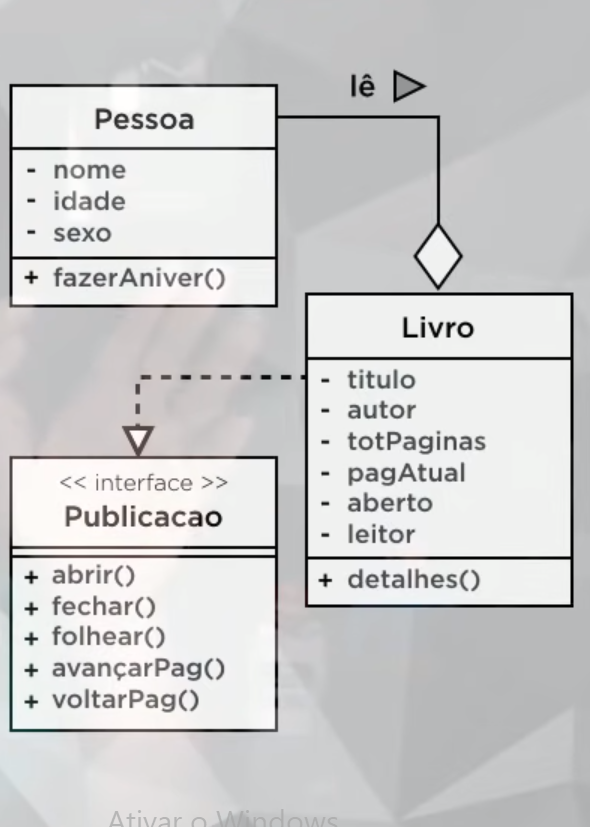 lê
Pessoa
- nome
- idade
- sexo
+ fazerAniver()
Livro
- titulo
- autor
- totPaginas
- pagAtual
- aberto
- leitor
+ detalhes()
<< interface >>
Publicacao
+ abrir()
+ fechar()
+ folhear()
+ avançarPag()
+ voltarPag()
Ativar o Windows